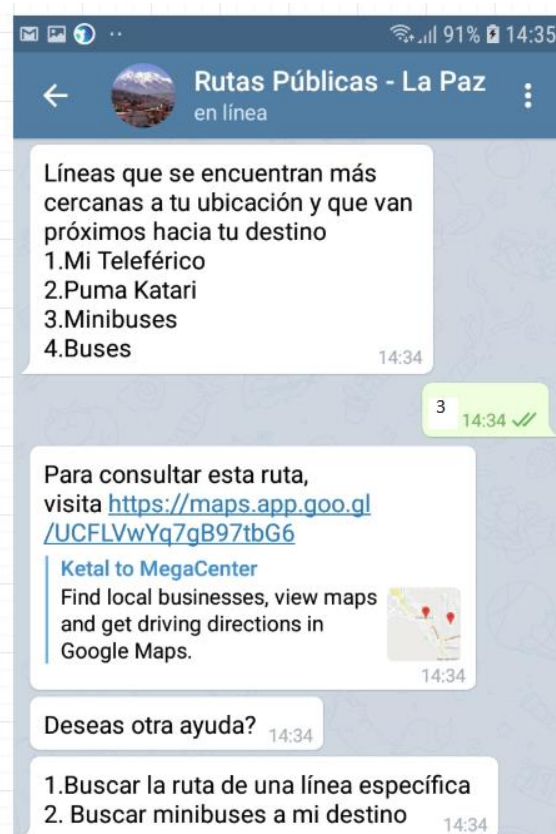 91% 14:35
Rutas Públicas - La Paz
en línea
Líneas que se encuentran más
cercanas a tu ubicación y que van
próximos hacia tu destino
1.Mi Teleférico
2.Puma Katari
3.Minibuses
4.Buses
14:34
3
14:34
Para consultar esta ruta,
visita https://maps.app.goo.gl
/UCFLVwYq7gB97tbG6
Ketal to MegaCenter
Find local businesses, view maps
and get driving directions in
Google Maps.
14:34
Deseas otra ayuda? 14:34
1.Buscar la ruta de una línea específica
2. Buscar minibuses a mi destino
14:34